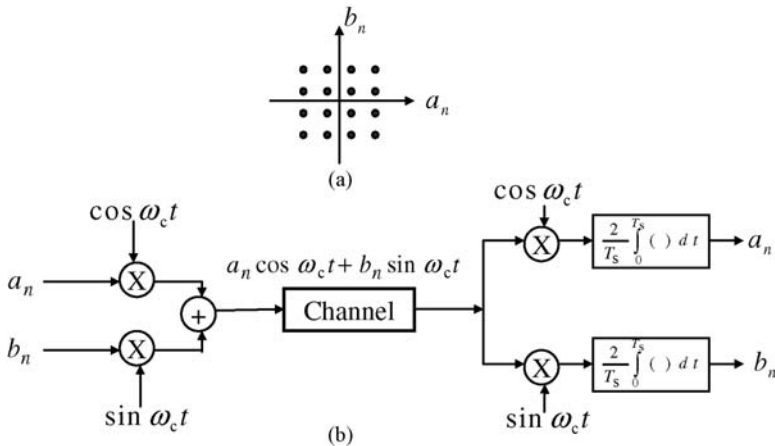 b_n
a_n
(a)
cos ω_c t
cos ω_c t
a_n cos ω_c t + b_n sin ω_c t
a_n
X
+
Channel
X
2/T_S ∫_0^{T_S} ( ) d t
a_n
b_n
X
X
2/T_S ∫_0^{T_S} ( ) d t
b_n
sin ω_c t
sin ω_c t
(b)